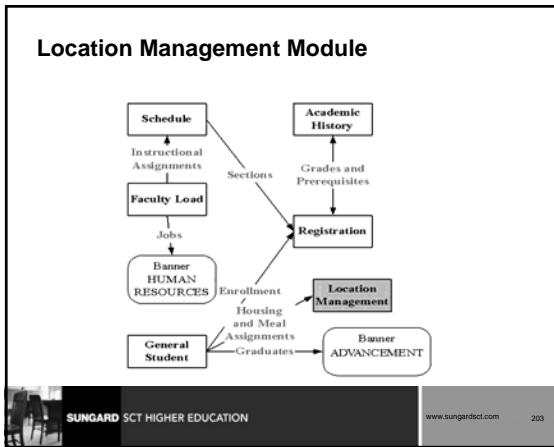 Location Management Module
Schedule
Academic
History
Instructional
Assignments
Sections
Grades and
Prerequisites
Faculty Load
Registration
Jobs
Banner
HUMAN
RESOURCES
Enrollment
Housing
and Meal
Assignments
Location
Management
General
Student
Graduates
Banner
ADVANCEMENT
SUNGARD SCT HIGHER EDUCATION
www.sungardsct.com
203